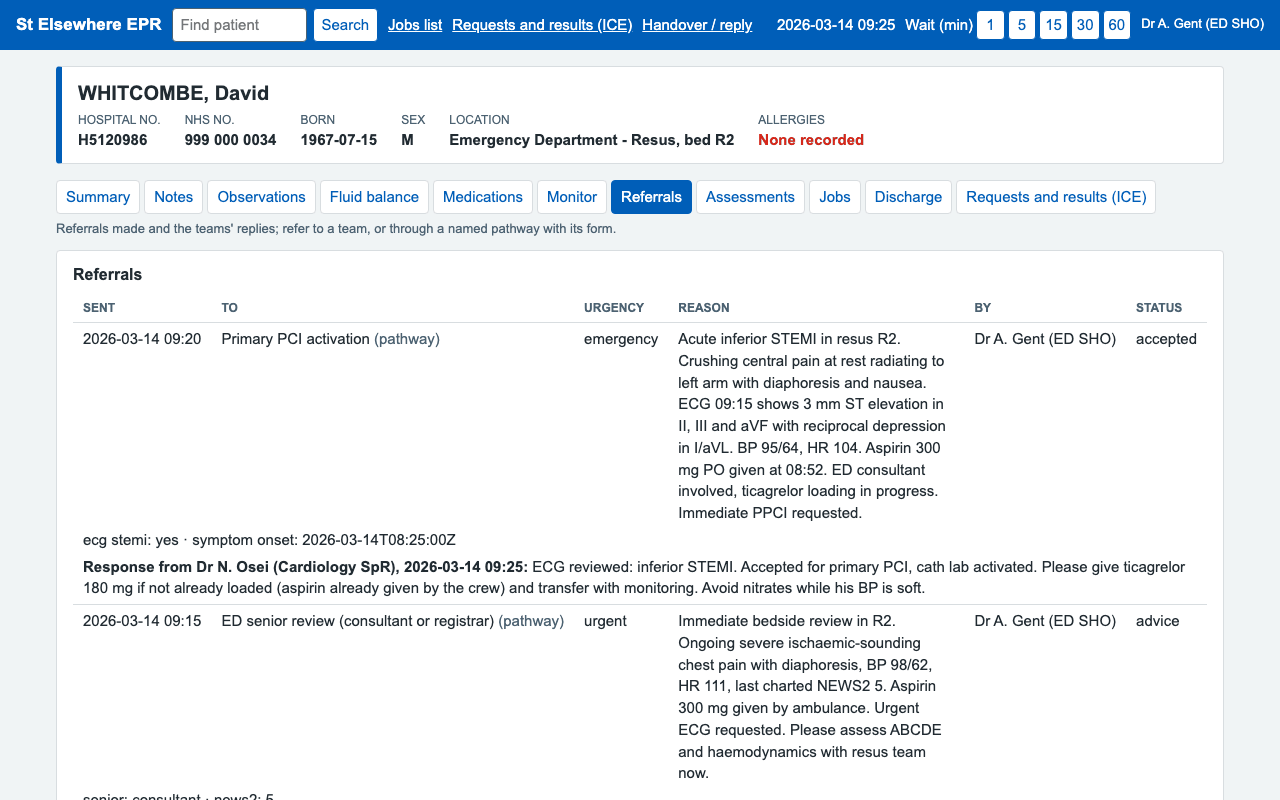 St Elsewhere EPR Find patient Search Jobs list Requests and results (ICE) Handover / reply 2026-03-14 09:25 Wait (min) 1 5 15 30 60 Dr A. Gent (ED SHO)
WHITCOMBE, David
HOSPITAL NO. NHS NO. BORN SEX LOCATION ALLERGIES
H5120986 999 000 0034 1967-07-15 M Emergency Department - Resus, bed R2 None recorded
Summary Notes Observations Fluid balance Medications Monitor Referrals Assessments Jobs Discharge Requests and results (ICE)
Referrals made and the teams' replies; refer to a team, or through a named pathway with its form.
Referrals
SENT TO URGENCY REASON BY STATUS
2026-03-14 09:20 Primary PCI activation (pathway) emergency Acute inferior STEMI in resus R2. Dr A. Gent (ED SHO) accepted
Crushing central pain at rest radiating to
left arm with diaphoresis and nausea.
ECG 09:15 shows 3 mm ST elevation in
II, III and aVF with reciprocal depression
in I/aVL. BP 95/64, HR 104. Aspirin 300
mg PO given at 08:52. ED consultant
involved, ticagrelor loading in progress.
Immediate PPCI requested.
ecg stemi: yes · symptom onset: 2026-03-14T08:25:00Z
Response from Dr N. Osei (Cardiology SpR), 2026-03-14 09:25: ECG reviewed: inferior STEMI. Accepted for primary PCI, cath lab activated. Please give ticagrelor
180 mg if not already loaded (aspirin already given by the crew) and transfer with monitoring. Avoid nitrates while his BP is soft.
2026-03-14 09:15 ED senior review (consultant or registrar) (pathway) urgent Immediate bedside review in R2. Dr A. Gent (ED SHO) advice
Ongoing severe ischaemic-sounding
chest pain with diaphoresis, BP 98/62,
HR 111, last charted NEWS2 5. Aspirin
300 mg given by ambulance. Urgent
ECG requested. Please assess ABCDE
and haemodynamics with resus team
now.
senior: consultant · news2: 5